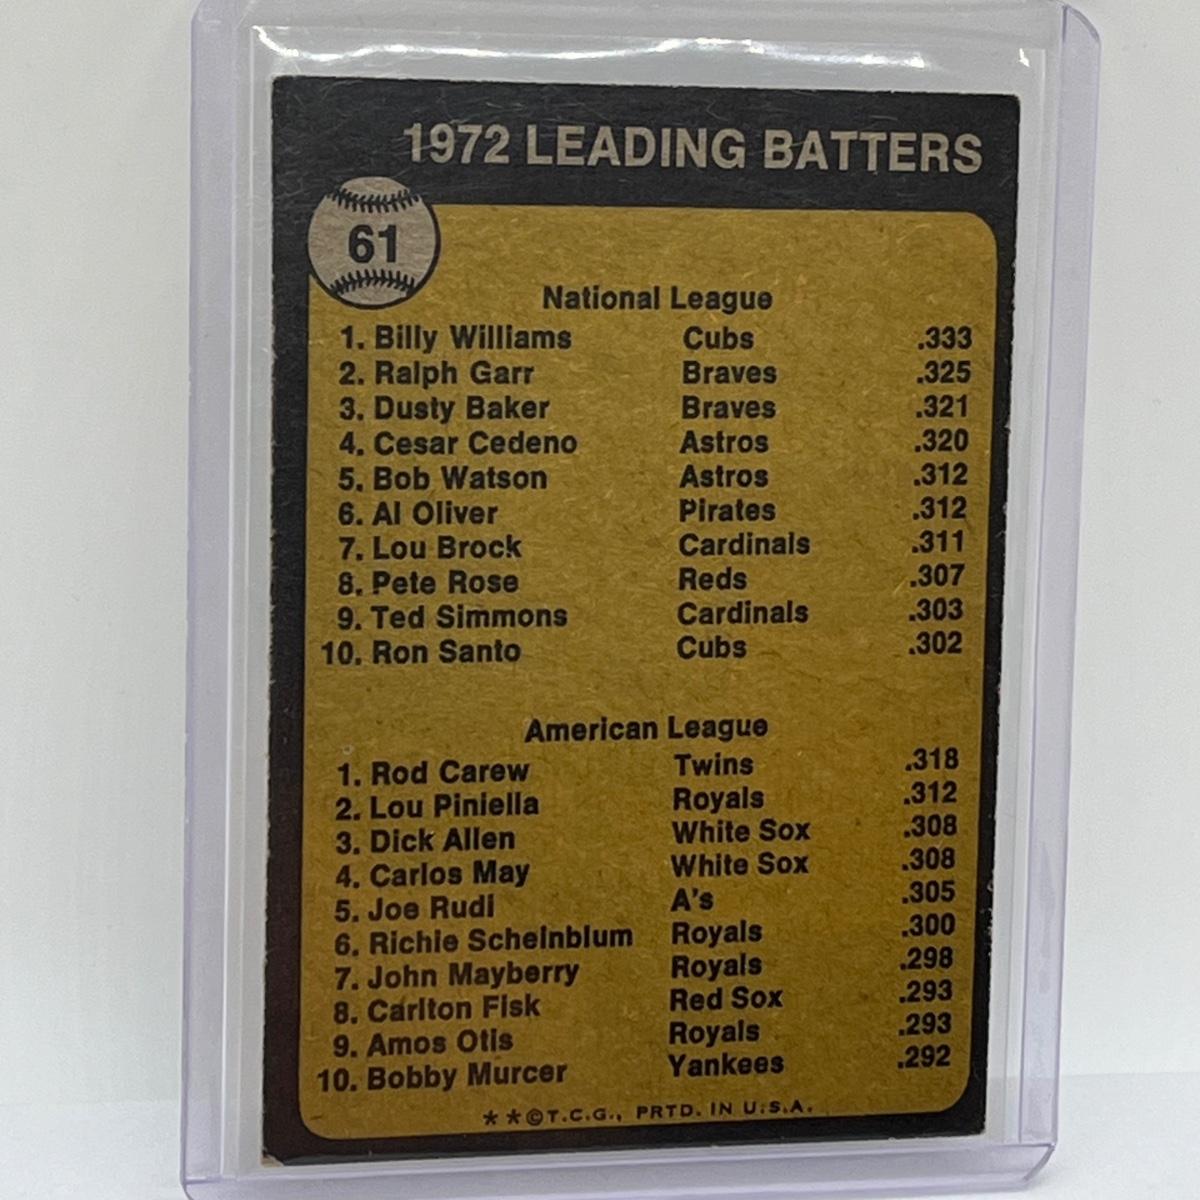 1972 LEADING BATTERS
61
National League
1. Billy Williams Cubs .333
2. Ralph Garr Braves .325
3. Dusty Baker Braves .321
4. Cesar Cedeno Astros .320
5. Bob Watson Astros .312
6. Al Oliver Pirates .312
7. Lou Brock Cardinals .311
8. Pete Rose Reds .307
9. Ted Simmons Cardinals .303
10. Ron Santo Cubs .302
American League
1. Rod Carew Twins .318
2. Lou Piniella Royals .312
3. Dick Allen White Sox .308
4. Carlos May White Sox .308
5. Joe Rudi A's .305
6. Richie Scheinblum Royals .300
7. John Mayberry Royals .298
8. Carlton Fisk Red Sox .293
9. Amos Otis Royals .293
10. Bobby Murcer Yankees .292
**©T.C.G., PRTD. IN U.S.A.